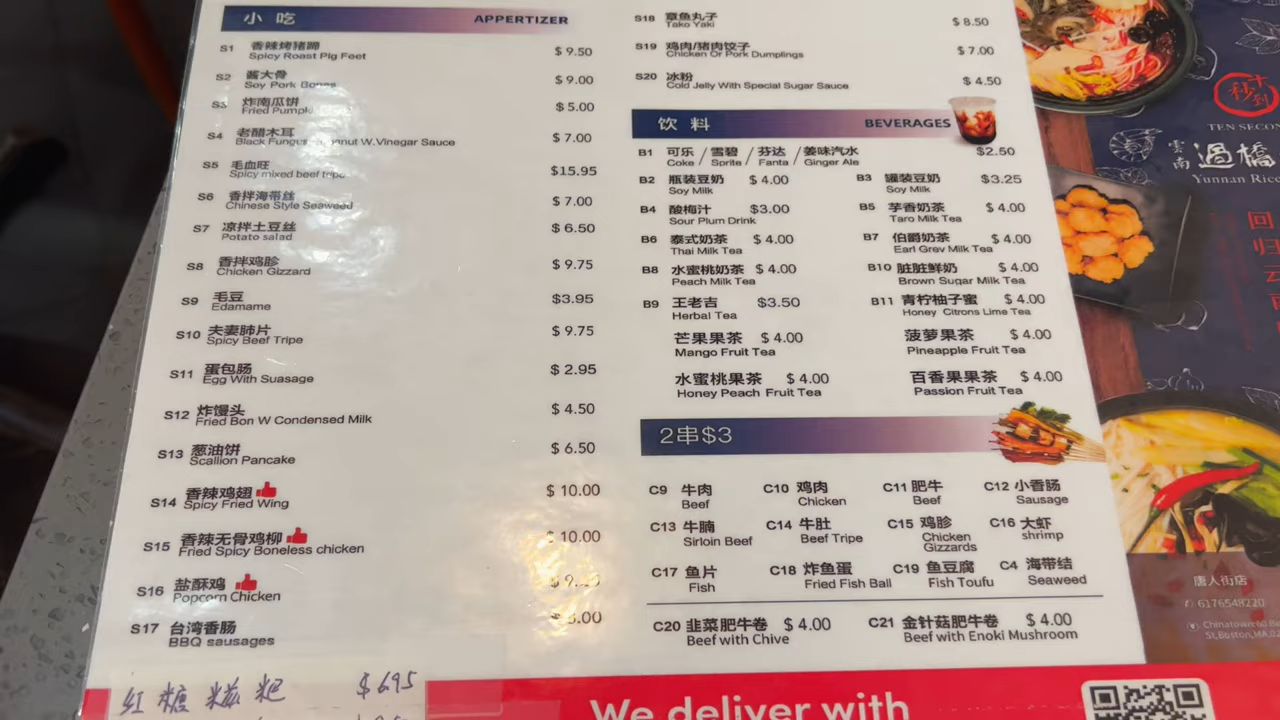 小 吃 APPERTIZER
S1 香辣烤猪蹄 $ 9.50
Spicy Roast Pig Feet
S2 酱大骨 $ 9.00
Soy Pork Bones
S3 炸南瓜饼 $ 5.00
Fried Pumpk
S4 老醋木耳 $ 7.00
Black Fungus W.Vinegar Sauce
S5 毛血旺 $15.95
Spicy mixed beef tripe
S6 香拌海带丝 $ 7.00
Chinese Style Seaweed
S7 凉拌土豆丝 $ 6.50
Potato salad
S8 香拌鸡胗 $ 9.75
Chicken Gizzard
S9 毛豆 $3.95
Edamame
S10 夫妻肺片 $ 9.75
Spicy Beef Tripe
S11 蛋包肠 $ 2.95
Egg With Suasage
S12 炸馒头 $ 4.50
Fried Bon W Condensed Milk
S13 葱油饼 $ 6.50
Scallion Pancake
S14 香辣鸡翅 $ 10.00
Spicy Fried Wing
S15 香辣无骨鸡柳 $ 10.00
Fried Spicy Boneless chicken
S16 盐酥鸡
Popcorn Chicken
S17 台湾香肠
BBQ sausages
红糖糍粑 $6.95
S18 章鱼丸子 $ 8.50
Tako Yaki
S19 鸡肉/猪肉饺子 $ 7.00
Chicken Or Pork Dumplings
S20 冰粉 $ 4.50
Cold Jelly With Special Sugar Sauce
饮 料 BEVERAGES
B1 可乐 / 雪碧 / 芬达 / 姜味汽水 $2.50
Coke / Sprite / Fanta / Ginger Ale
B2 瓶装豆奶 $ 4.00 B3 罐装豆奶 $3.25
Soy Milk Soy Milk
B4 酸梅汁 $3.00 B5 芋香奶茶 $ 4.00
Sour Plum Drink Taro Milk Tea
B6 泰式奶茶 $ 4.00 B7 伯爵奶茶 $ 4.00
Thai Milk Tea Earl Grey Milk Tea
B8 水蜜桃奶茶 $ 4.00 B10 脏脏鲜奶 $ 4.00
Peach Milk Tea Brown Sugar Milk Tea
B9 王老吉 $3.50 B11 青柠柚子蜜 $ 4.00
Herbal Tea Honey Citrons Lime Tea
芒果果茶 $ 4.00 菠萝果茶 $ 4.00
Mango Fruit Tea Pineapple Fruit Tea
水蜜桃果茶 $ 4.00 百香果果茶 $ 4.00
Honey Peach Fruit Tea Passion Fruit Tea
2串$3
C9 牛肉 C10 鸡肉 C11 肥牛 C12 小香肠
Beef Chicken Beef Sausage
C13 牛腩 C14 牛肚 C15 鸡胗 C16 大虾
Sirloin Beef Beef Tripe Chicken Gizzards shrimp
C17 鱼片 C18 炸鱼蛋 C19 鱼豆腐 C4 海带结
Fish Fried Fish Ball Fish Toufu Seaweed
C20 韭菜肥牛卷 $ 4.00 C21 金针菇肥牛卷 $ 4.00
Beef with Chive Beef with Enoki Mushroom
We deliver with
十秒到
TEN SECON
雲南 過橋
Yunnan Rice
回归云南
唐人街店
6176548220
Chinatown:60 Be
St,Boston,MA,02